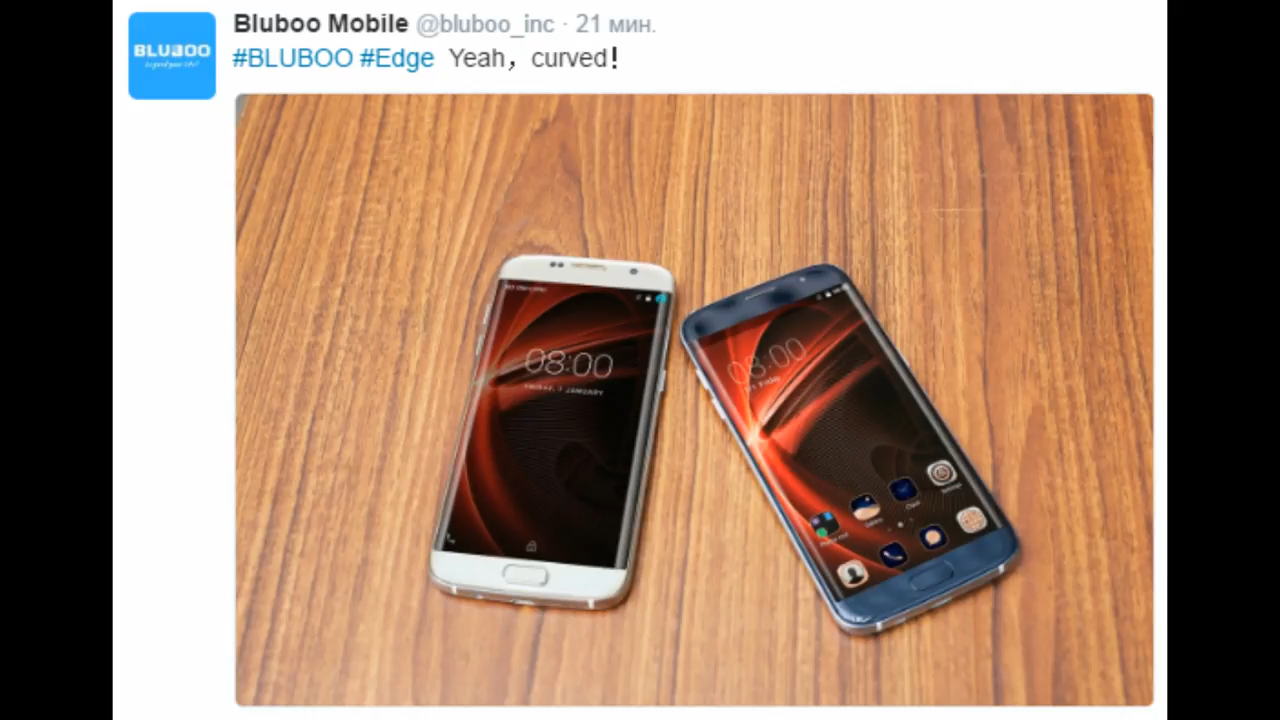 Bluboo Mobile @bluboo_inc · 21 мин.
BLUBOO
#BLUBOO #Edge Yeah，curved！
08:00
08:00